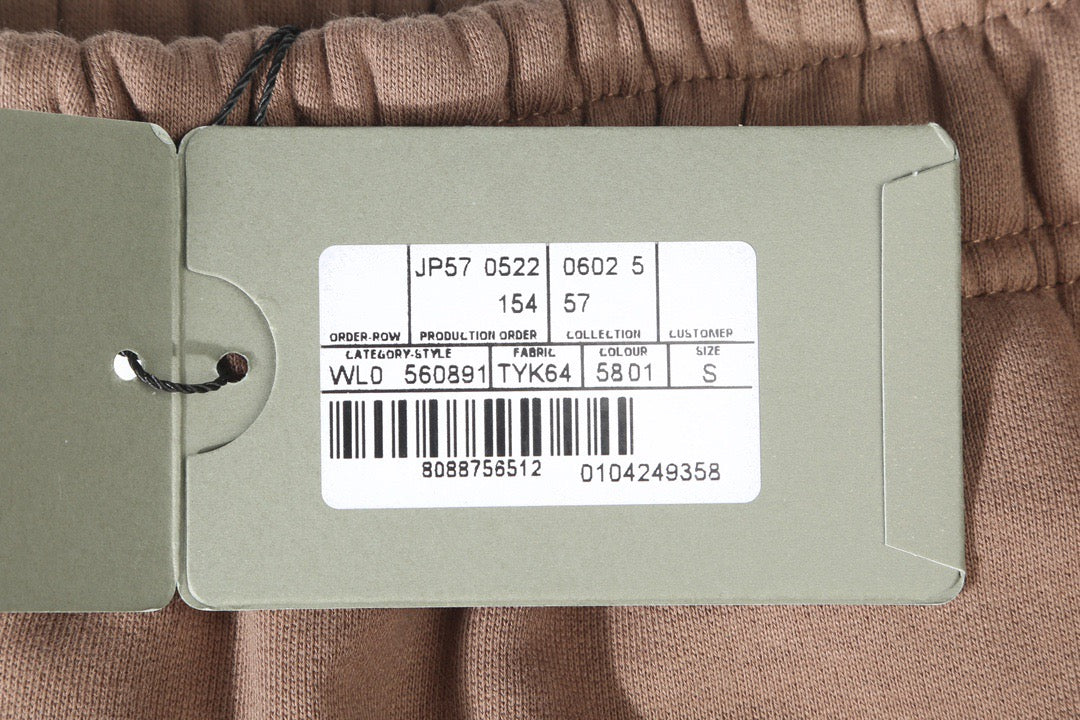 JP57 0522 0602 5
154 57
ORDER-ROW PRODUCTION ORDER COLLECTION CUSTOMER
CATEGORY-STYLE FABRIC COLOUR SIZE
WL0 560891 TYK64 5801 S
8088756512 0104249358